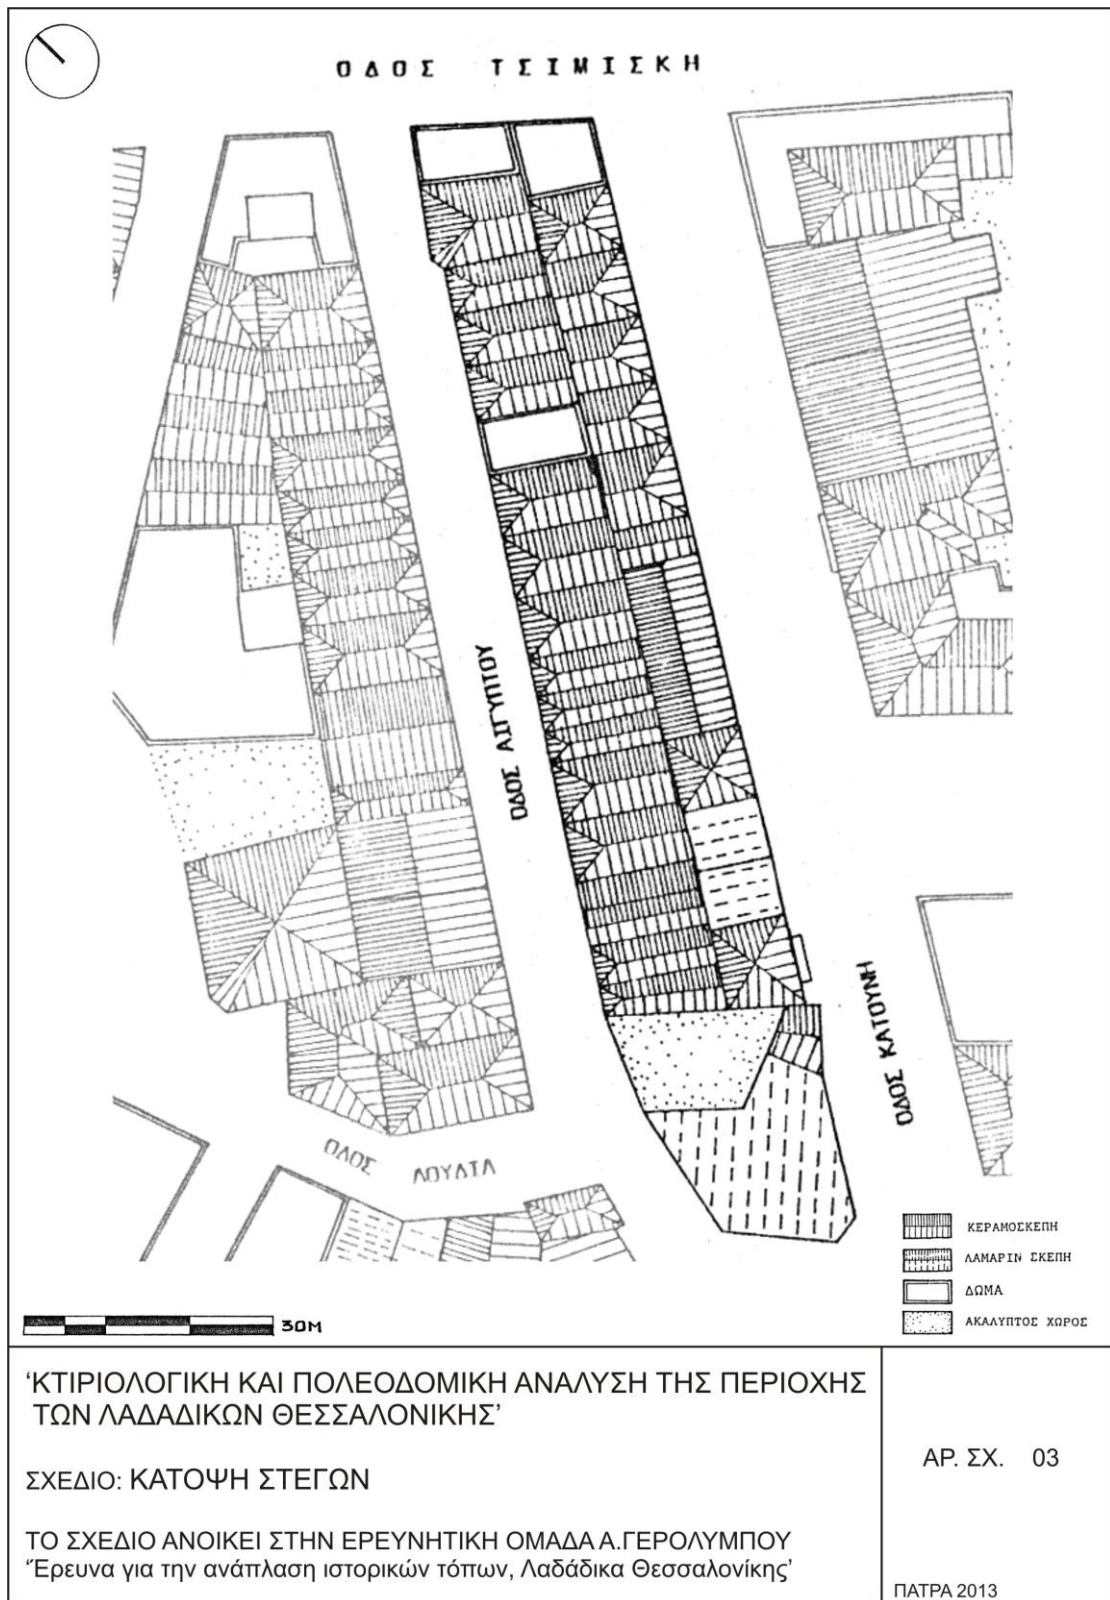 ΟΔΟΣ ΤΣΙΜΙΣΚΗ
ΟΔΟΣ ΑΙΓΥΠΤΟΥ
ΟΔΟΣ ΚΑΤΟΥΝΗ
ΟΔΟΣ ΛΟΥΔΙΑ
ΚΕΡΑΜΟΣΚΕΠΗ
ΛΑΜΑΡΙΝ ΣΚΕΠΗ
ΔΩΜΑ
ΑΚΑΛΥΠΤΟΣ ΧΩΡΟΣ
30M
‘ΚΤΙΡΙΟΛΟΓΙΚΗ ΚΑΙ ΠΟΛΕΟΔΟΜΙΚΗ ΑΝΑΛΥΣΗ ΤΗΣ ΠΕΡΙΟΧΗΣ
ΤΩΝ ΛΑΔΑΔΙΚΩΝ ΘΕΣΣΑΛΟΝΙΚΗΣ’
ΣΧΕΔΙΟ: ΚΑΤΟΨΗ ΣΤΕΓΩΝ
ΤΟ ΣΧΕΔΙΟ ΑΝΟΙΚΕΙ ΣΤΗΝ ΕΡΕΥΝΗΤΙΚΗ ΟΜΑΔΑ Α.ΓΕΡΟΛΥΜΠΟΥ
‘Έρευνα για την ανάπλαση ιστορικών τόπων, Λαδάδικα Θεσσαλονίκης’
ΑΡ. ΣΧ. 03
ΠΑΤΡΑ 2013